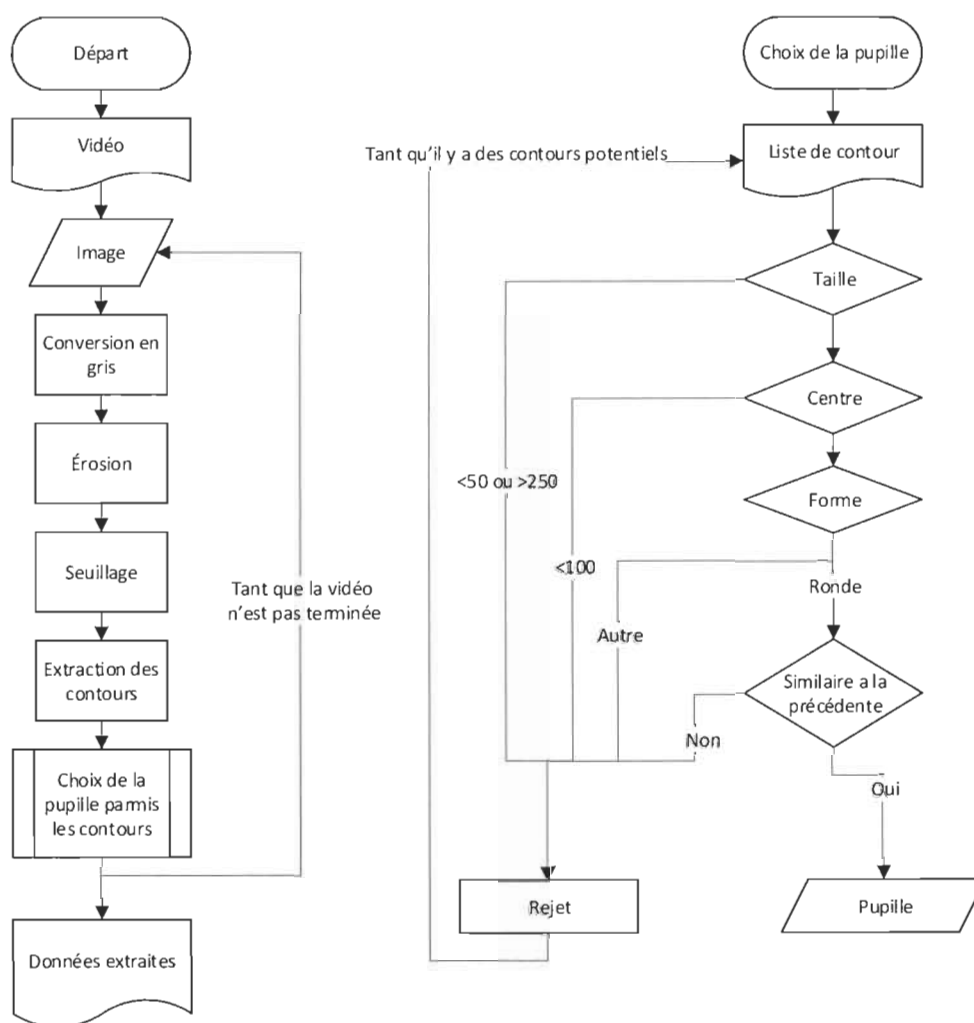 Départ
Vidéo
Image
Conversion en
gris
Érosion
Seuillage
Extraction des
contours
Choix de la
pupille parmis
les contours
Données extraites
Tant que la vidéo
n'est pas terminée
Choix de la pupille
Tant qu'il y a des contours potentiels
Liste de contour
Taille
Centre
<50 ou >250
Forme
<100
Ronde
Autre
Similaire a la
précédente
Non
Oui
Rejet
Pupille